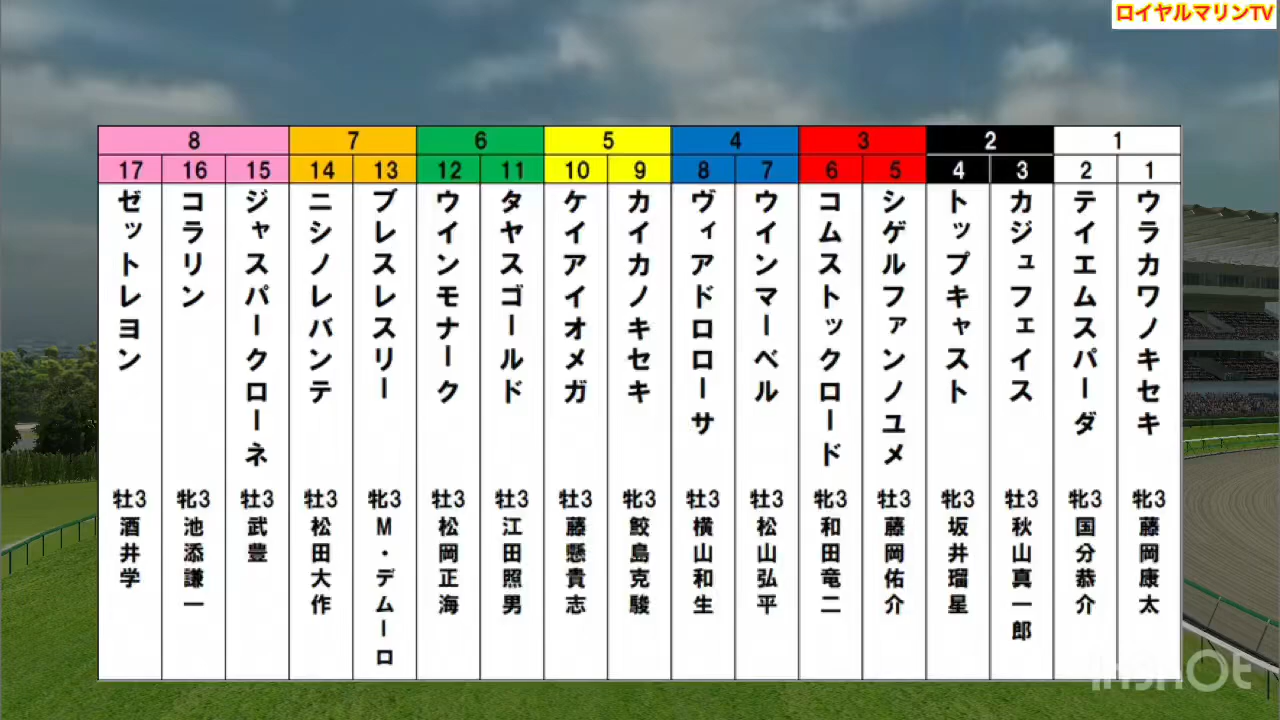 ロイヤルマリンTV
1
2
3
4
5
6
7
8
1
ウラカワノキセキ
牝3
藤岡康太
2
テイエムスパーダ
牝3
国分恭介
3
カジュフェイス
牡3
秋山真一郎
4
トップキャスト
牝3
坂井瑠星
5
シゲルファンノユメ
牡3
藤岡佑介
6
コムストックロード
牝3
和田竜二
7
ウインマーベル
牡3
松山弘平
8
ヴィアドロローサ
牡3
横山和生
9
カイカノキセキ
牝3
鮫島克駿
10
ケイアイオメガ
牡3
藤懸貴志
11
タヤスゴールド
牡3
江田照男
12
ウインモナーク
牡3
松岡正海
13
ブレスレスリー
牝3
M・デムーロ
14
ニシノレバンテ
牡3
松田大作
15
ジャスパークローネ
牡3
武豊
16
コラリン
牝3
池添謙一
17
ゼットレヨン
牡3
酒井学
InShOt